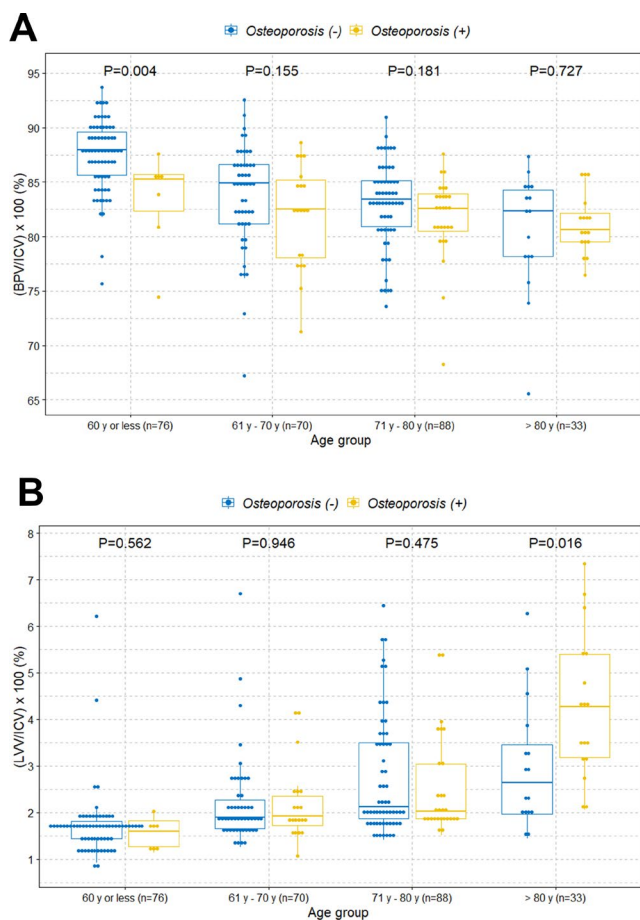 A
Osteoporosis (-) Osteoporosis (+)
P=0.004 P=0.155 P=0.181 P=0.727
95
90
85
80
75
70
65
(BPV/ICV) x 100 (%)
60 y or less (n=76) 61 y - 70 y (n=70) 71 y - 80 y (n=88) > 80 y (n=33)
Age group
B
Osteoporosis (-) Osteoporosis (+)
P=0.562 P=0.946 P=0.475 P=0.016
8
7
6
5
4
3
2
1
(LVV/ICV) x 100 (%)
60 y or less (n=76) 61 y - 70 y (n=70) 71 y - 80 y (n=88) > 80 y (n=33)
Age group